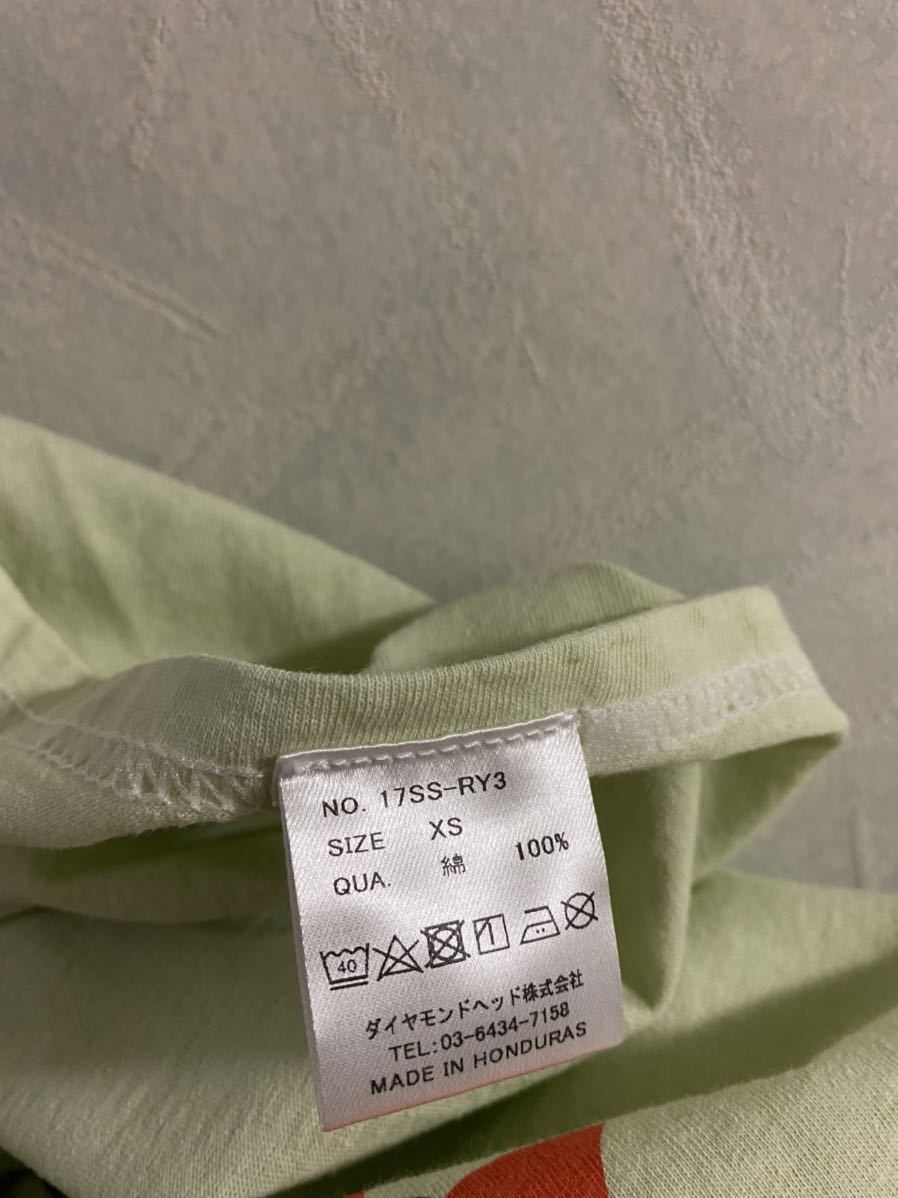 NO. 17SS-RY3
SIZE XS
QUA. 綿 100%
40
ダイヤモンドヘッド株式会社
TEL:03-6434-7158
MADE IN HONDURAS